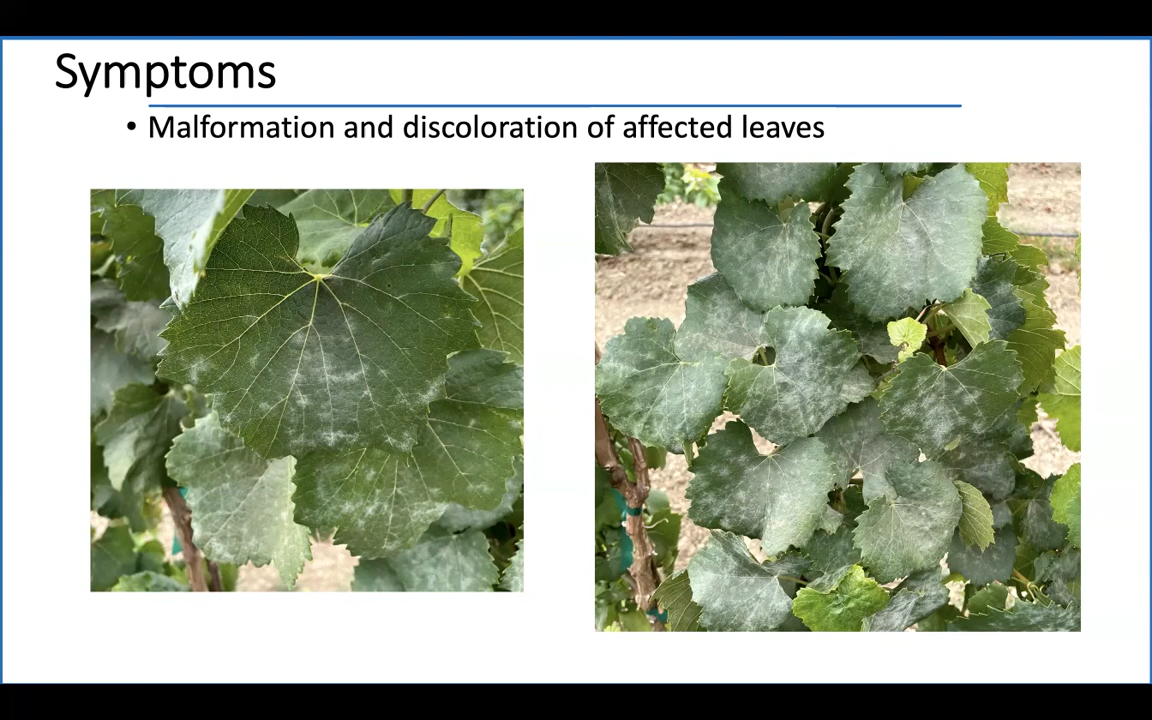 Symptoms
• Malformation and discoloration of affected leaves